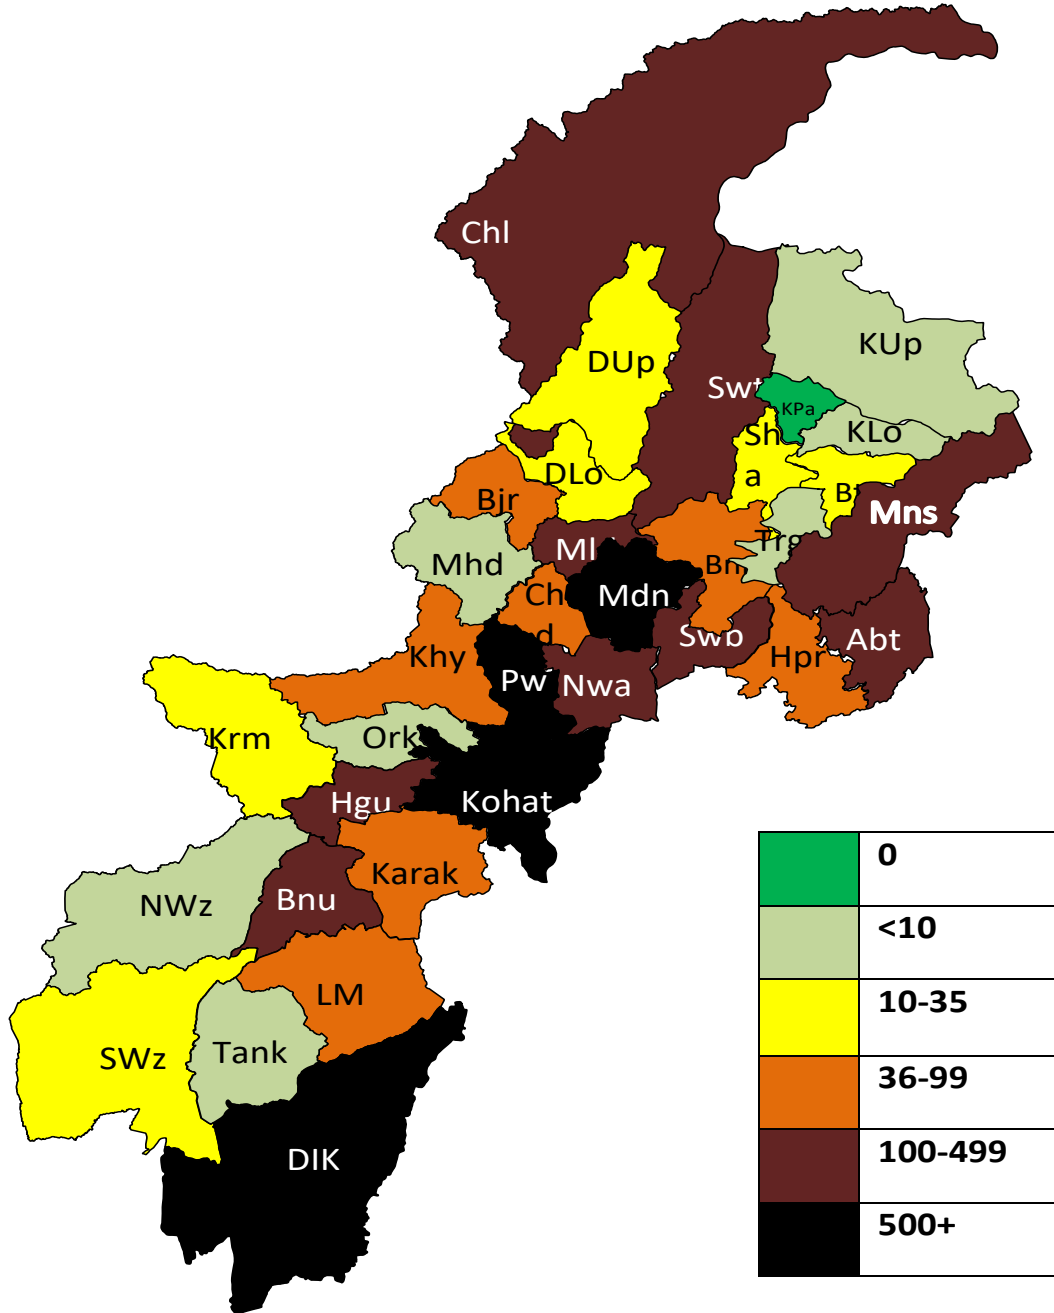 Chl
DUp
KUp
Swt
KPa
KLo
Sh
a
DLo
Bjr
Mns
Trg
Mhd
Mdn
Ch
d
Swb
Abt
Hpr
Khy
Pw
Nwa
Krm
Ork
Hgu
Kohat
Karak
Bnu
NWz
LM
SWz
Tank
DIK
0
<10
10-35
36-99
100-499
500+